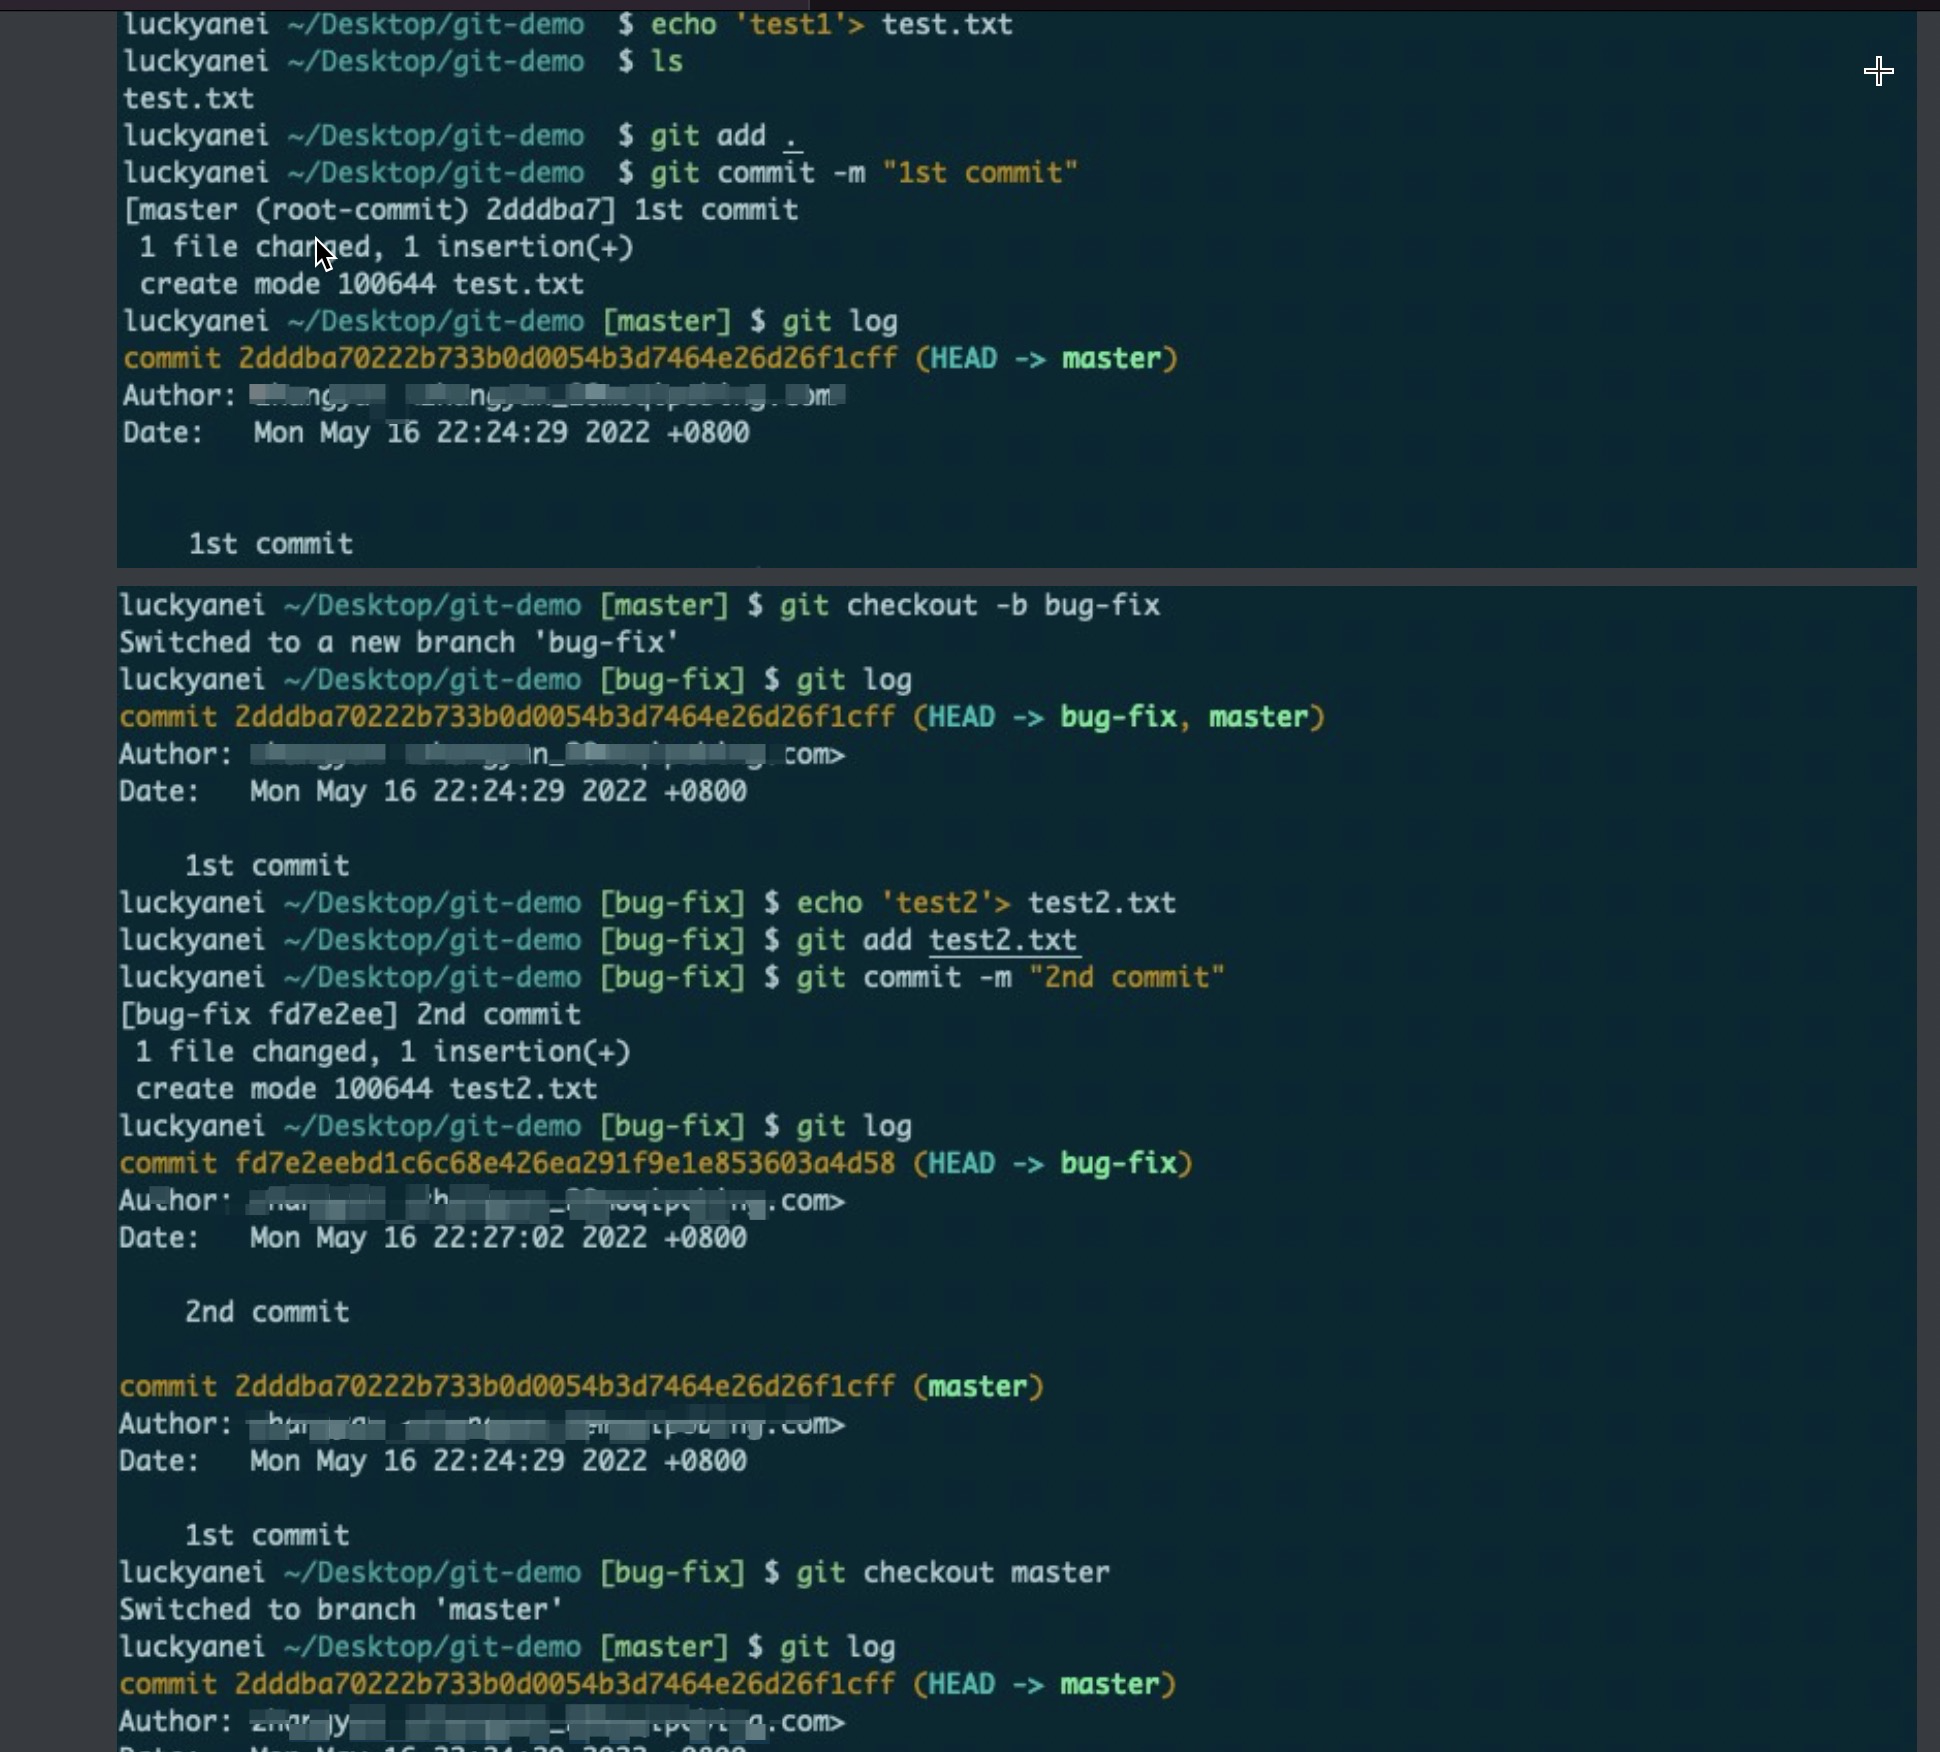 luckyanei ~/Desktop/git-demo  $ echo 'test1'> test.txt
luckyanei ~/Desktop/git-demo  $ ls
test.txt
luckyanei ~/Desktop/git-demo  $ git add .
luckyanei ~/Desktop/git-demo  $ git commit -m "1st commit"
[master (root-commit) 2dddba7] 1st commit
 1 file changed, 1 insertion(+)
 create mode 100644 test.txt
luckyanei ~/Desktop/git-demo [master] $ git log
commit 2dddba70222b733b0d0054b3d7464e26d26f1cff (HEAD -> master)
Author:
Date:   Mon May 16 22:24:29 2022 +0800
    1st commit
luckyanei ~/Desktop/git-demo [master] $ git checkout -b bug-fix
Switched to a new branch 'bug-fix'
luckyanei ~/Desktop/git-demo [bug-fix] $ git log
commit 2dddba70222b733b0d0054b3d7464e26d26f1cff (HEAD -> bug-fix, master)
Author: com>
Date:   Mon May 16 22:24:29 2022 +0800
    1st commit
luckyanei ~/Desktop/git-demo [bug-fix] $ echo 'test2'> test2.txt
luckyanei ~/Desktop/git-demo [bug-fix] $ git add test2.txt
luckyanei ~/Desktop/git-demo [bug-fix] $ git commit -m "2nd commit"
[bug-fix fd7e2ee] 2nd commit
 1 file changed, 1 insertion(+)
 create mode 100644 test2.txt
luckyanei ~/Desktop/git-demo [bug-fix] $ git log
commit fd7e2eebd1c6c68e426ea291f9e1e853603a4d58 (HEAD -> bug-fix)
Author: .com>
Date:   Mon May 16 22:27:02 2022 +0800
    2nd commit
commit 2dddba70222b733b0d0054b3d7464e26d26f1cff (master)
Author: .com>
Date:   Mon May 16 22:24:29 2022 +0800
    1st commit
luckyanei ~/Desktop/git-demo [bug-fix] $ git checkout master
Switched to branch 'master'
luckyanei ~/Desktop/git-demo [master] $ git log
commit 2dddba70222b733b0d0054b3d7464e26d26f1cff (HEAD -> master)
Author: .com>